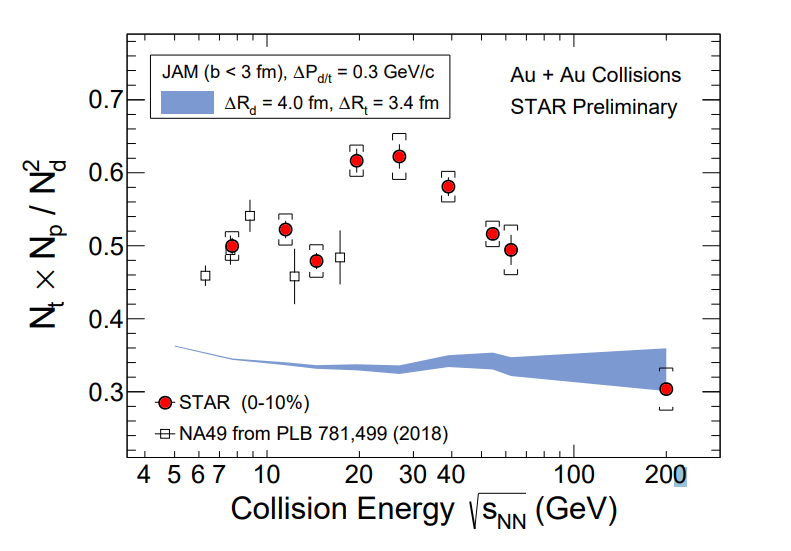 JAM (b < 3 fm), ΔP_d/t = 0.3 GeV/c
ΔR_d = 4.0 fm, ΔR_t = 3.4 fm
Au + Au Collisions
STAR Preliminary
0.7
0.6
0.5
0.4
0.3
N_t × N_p / N_d^2
STAR (0-10%)
NA49 from PLB 781,499 (2018)
4 5 6 7 10 20 30 40 100 200
Collision Energy √s_NN (GeV)